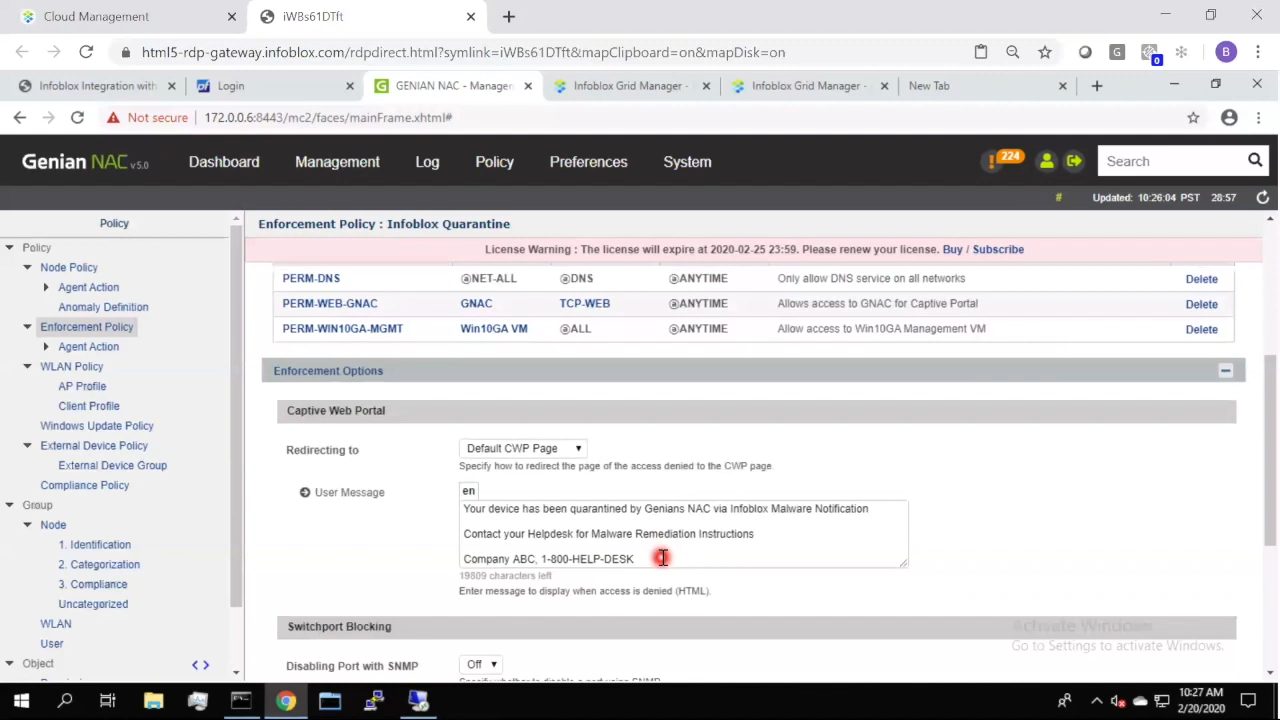 Cloud Management
iWBs61DTft
html5-rdp-gateway.infoblox.com/rdpdirect.html?symlink=iWBs61DTft&mapClipboard=on&mapDisk=on
G
0
B
Infoblox Integration with
Login
GENIAN NAC - Manager
Infoblox Grid Manager -
Infoblox Grid Manager -
New Tab
Not secure
172.0.0.6:8443/mc2/faces/mainFrame.xhtml#
Genian NAC v5.0
Dashboard
Management
Log
Policy
Preferences
System
224
Search
# Updated: 10:26:04 PST 28:57
Policy
Policy
Node Policy
Agent Action
Anomaly Definition
Enforcement Policy
Agent Action
WLAN Policy
AP Profile
Client Profile
Windows Update Policy
External Device Policy
External Device Group
Compliance Policy
Group
Node
1. Identification
2. Categorization
3. Compliance
Uncategorized
WLAN
User
Object
Enforcement Policy : Infoblox Quarantine
License Warning : The license will expire at 2020-02-25 23:59. Please renew your license. Buy / Subscribe
PERM-DNS @NET-ALL @DNS @ANYTIME Only allow DNS service on all networks Delete
PERM-WEB-GNAC GNAC TCP-WEB @ANYTIME Allows access to GNAC for Captive Portal Delete
PERM-WIN10GA-MGMT Win10GA VM @ALL @ANYTIME Allow access to Win10GA Management VM Delete
Enforcement Options
Captive Web Portal
Redirecting to Default CWP Page
Specify how to redirect the page of the access denied to the CWP page.
User Message en
Your device has been quarantined by Genians NAC via Infoblox Malware Notification
Contact your Helpdesk for Malware Remediation Instructions
Company ABC, 1-800-HELP-DESK
19809 characters left
Enter message to display when access is denied (HTML).
Switchport Blocking
Activate Windows
Go to Settings to activate Windows.
Disabling Port with SNMP Off
10:27 AM
2/20/2020